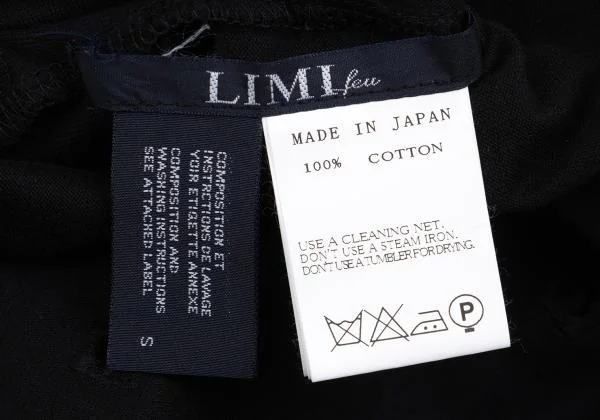 LIMI feu
COMPOSITION ET
INSTRCTIONS DE LAVAGE
VOIR ETIGETTE ANNEXE
COMPOSITION AND
WASHING INSTRUCTIONS
SEE ATTACHED LABEL
S
MADE IN JAPAN
100% COTTON
USE A CLEANING NET.
DON'T USE A STEAM IRON.
DON'T USE A TUMBLER FOR DRYING.
P